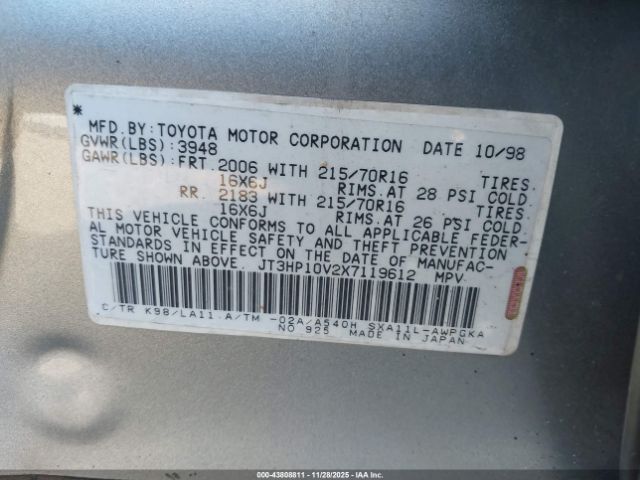 *
MFD.BY:TOYOTA MOTOR CORPORATION DATE 10/98
GVWR(LBS):3948
GAWR(LBS):FRT.2006 WITH 215/70R16 TIRES
16X6J RIMS.AT 28 PSI COLD.
RR. 2183 WITH 215/70R16 TIRES
16X6J RIMS.AT 26 PSI COLD.
THIS VEHICLE CONFORMS TO ALL APPLICABLE FEDER-
AL MOTOR VEHICLE SAFETY AND THEFT PREVENTION
STANDARDS IN EFFECT ON THE DATE OF MANUFAC-
TURE SHOWN ABOVE. JT3HP10V2X7119612 MPV.
C/TR K98/LA11.A/TM -02A/A540H SXA11L-AWPGKA
NO 925 MADE IN JAPAN
TOYOTA
© - 43808811 - 11/28/2025 - IAAI COPYRIGHT